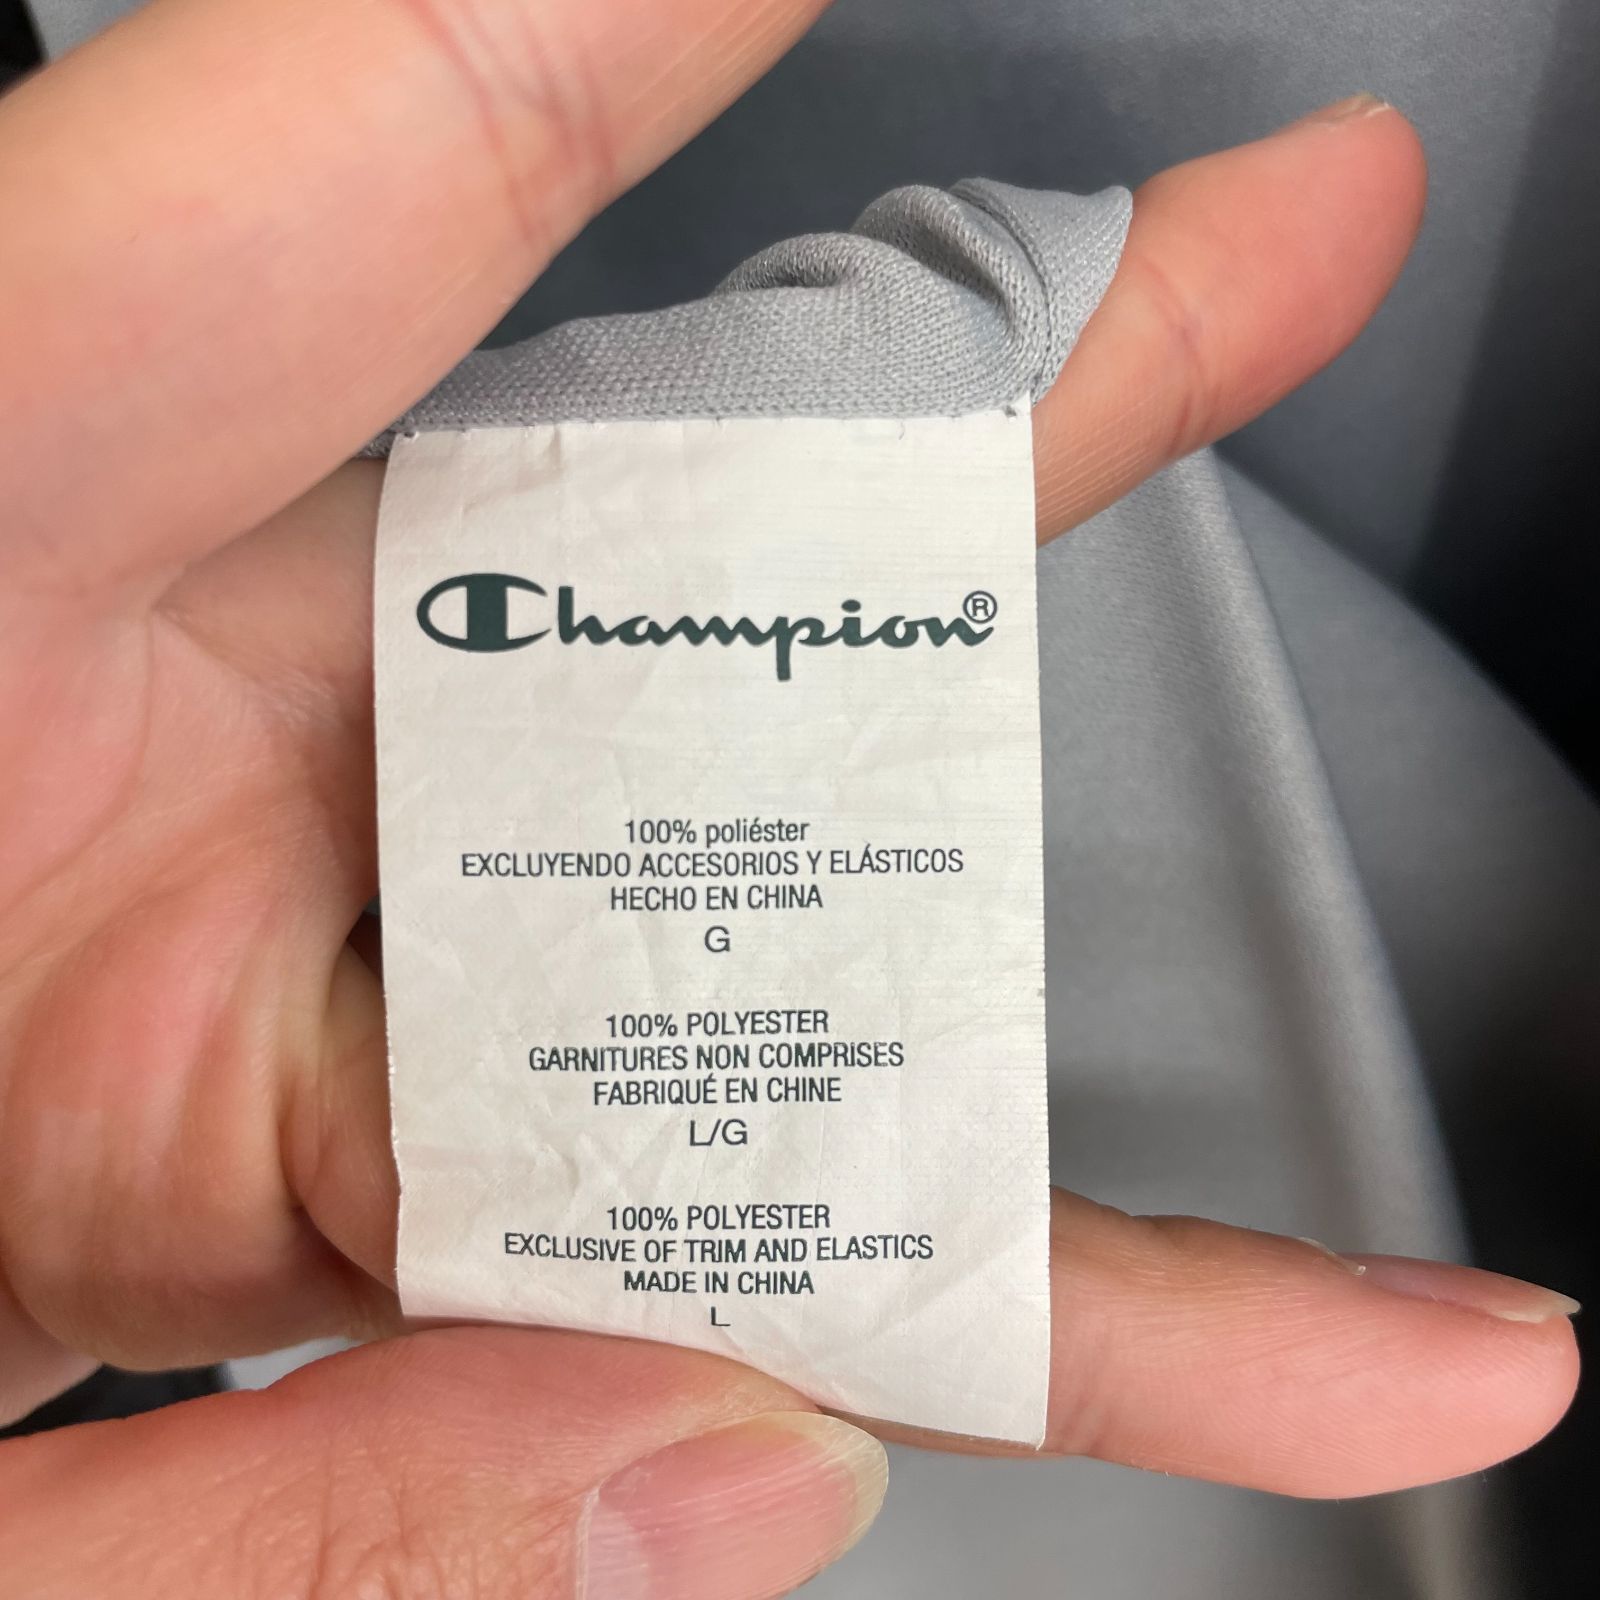 Champion®
100% poliéster
EXCLUYENDO ACCESORIOS Y ELÁSTICOS
HECHO EN CHINA
G
100% POLYESTER
GARNITURES NON COMPRISES
FABRIQUÉ EN CHINE
L/G
100% POLYESTER
EXCLUSIVE OF TRIM AND ELASTICS
MADE IN CHINA
L